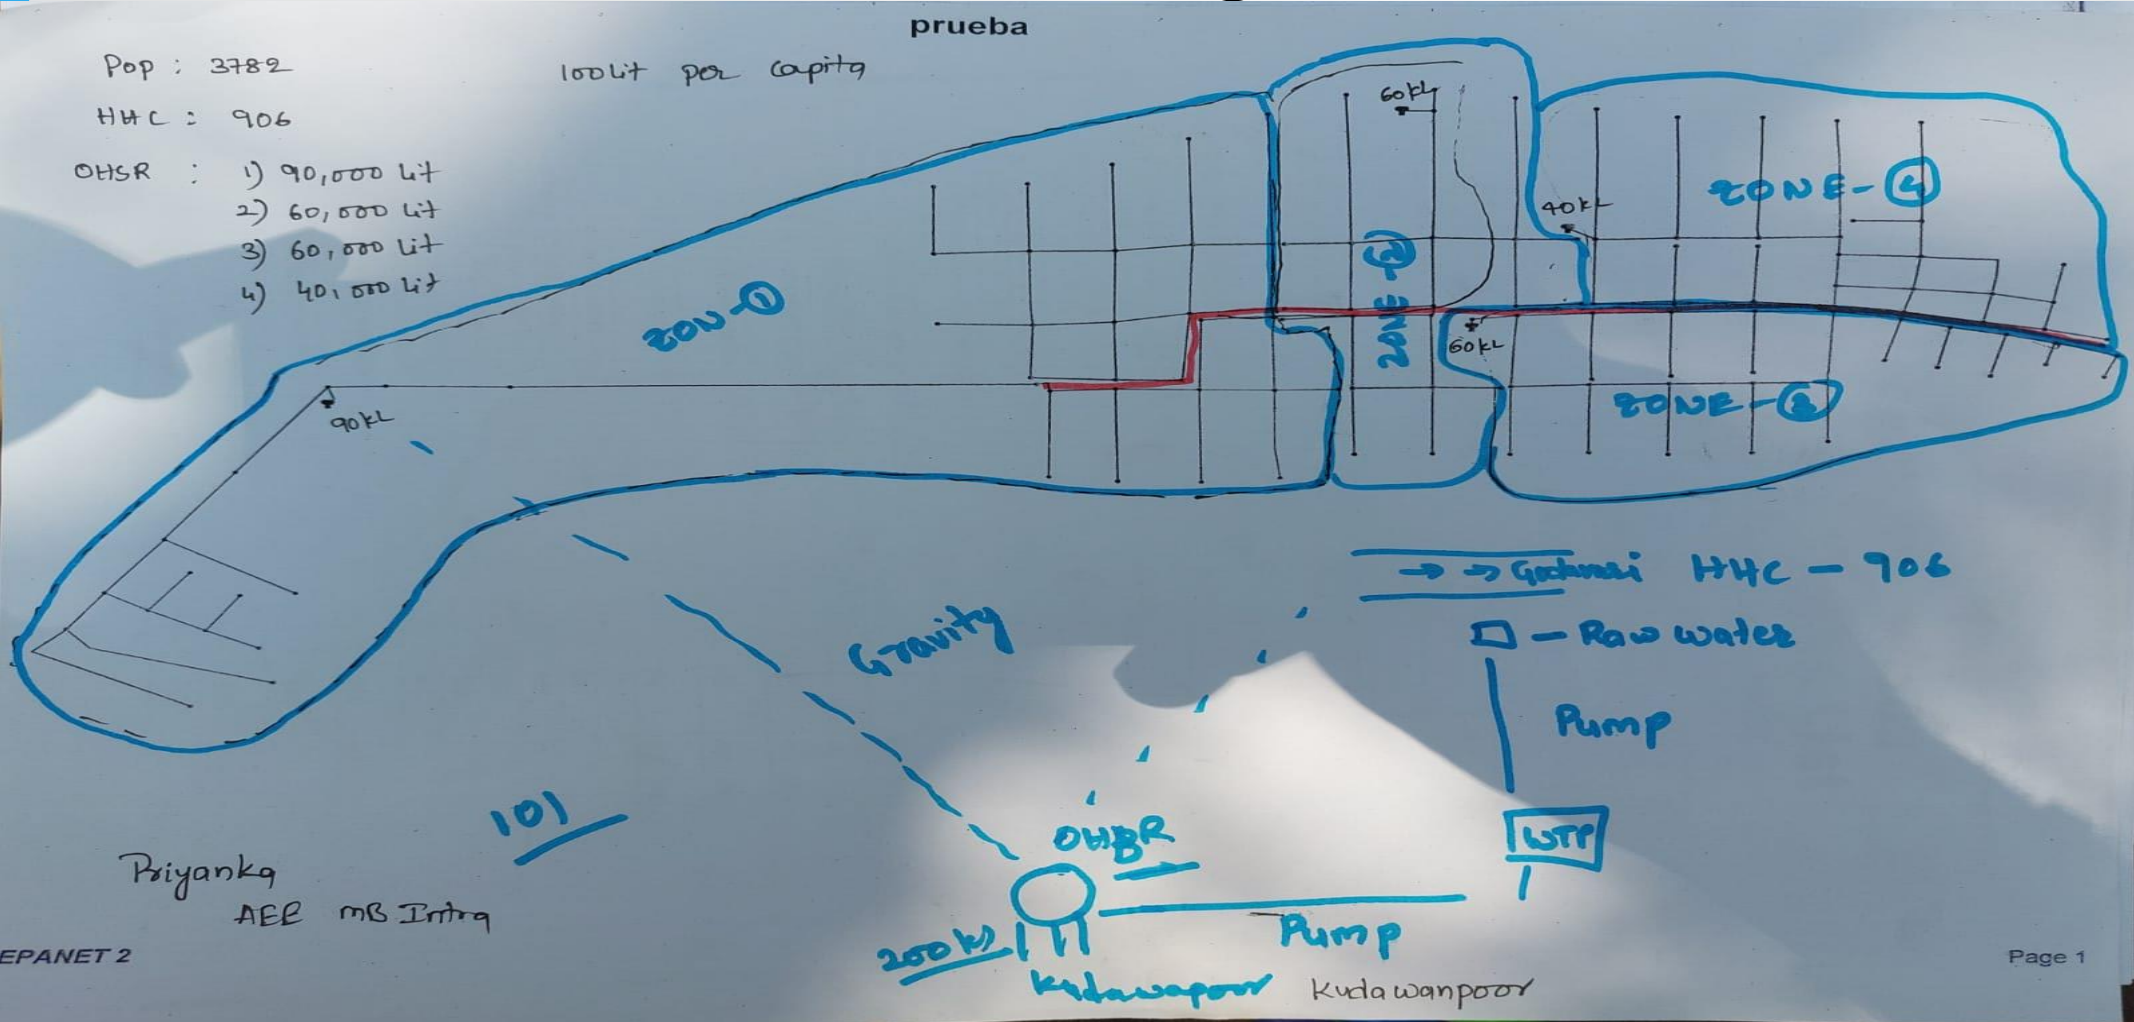 prueba
Pop : 3782
100 Lit per Capita
HHC : 906
OHSR : 1) 90,000 Lit
2) 60,000 Lit
3) 60,000 Lit
4) 40,000 Lit
60KL
ZONE-4
40KL
ZONE-2
ZON-1
60KL
90KL
ZONE-3
HHC - 906
- Raw water
Gravity
Pump
101
OHBR
WTP
Priyanka
AEE MB Intra
Pump
200 KL
EPANET 2
Page 1
Kudawapoor Kudawanpoor